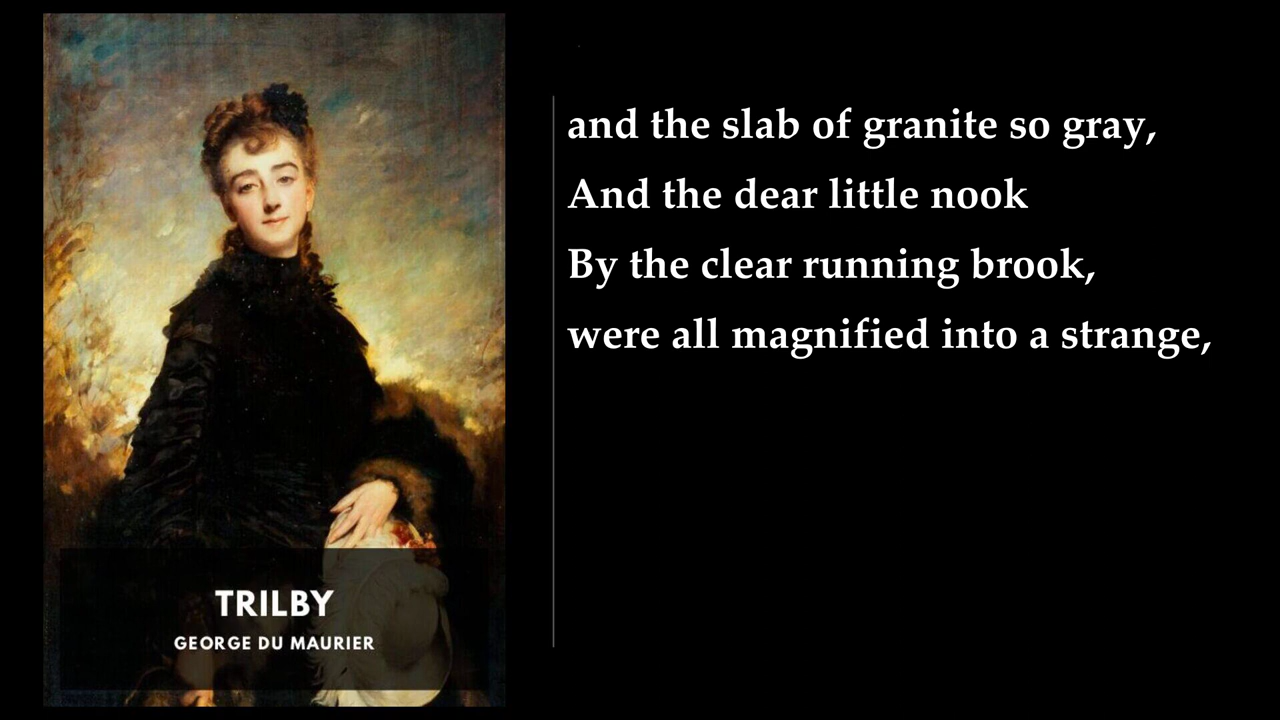 and the slab of granite so gray,
And the dear little nook
By the clear running brook,
were all magnified into a strange,
TRILBY
GEORGE DU MAURIER